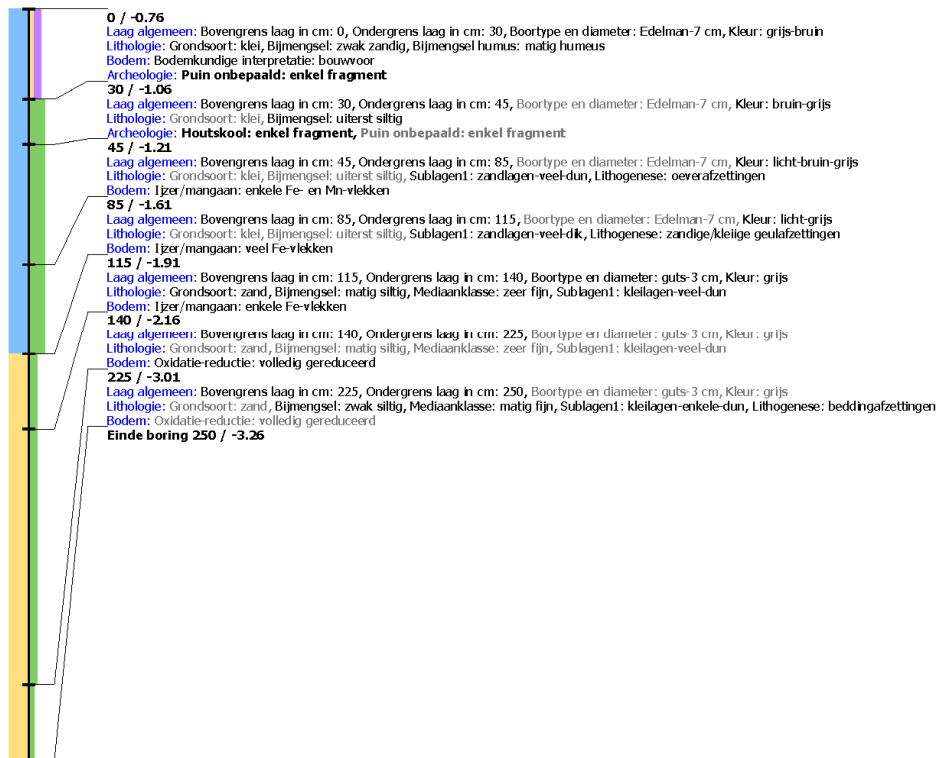 0 / -0.76
Laag algemeen: Bovengrens laag in cm: 0, Ondergrens laag in cm: 30, Boortype en diameter: Edelman-7 cm, Kleur: grijs-bruin
Lithologie: Grondsoort: klei, Bijmengsel: zwak zandig, Bijmengsel humus: matig humeus
Bodem: Bodemkundige interpretatie: bouwvoor
Archeologie: Puin onbepaald: enkel fragment
30 / -1.06
Laag algemeen: Bovengrens laag in cm: 30, Ondergrens laag in cm: 45, Boortype en diameter: Edelman-7 cm, Kleur: bruin-grijs
Lithologie: Grondsoort: klei, Bijmengsel: uiterst siltig
Archeologie: Houtskool: enkel fragment, Puin onbepaald: enkel fragment
45 / -1.21
Laag algemeen: Bovengrens laag in cm: 45, Ondergrens laag in cm: 85, Boortype en diameter: Edelman-7 cm, Kleur: licht-bruin-grijs
Lithologie: Grondsoort: klei, Bijmengsel: uiterst siltig, Sublagen1: zandlagen-veel-dun, Lithogenese: oeverafzettingen
Bodem: Ijzer/mangaan: enkele Fe- en Mn-vlekken
85 / -1.61
Laag algemeen: Bovengrens laag in cm: 85, Ondergrens laag in cm: 115, Boortype en diameter: Edelman-7 cm, Kleur: licht-grijs
Lithologie: Grondsoort: klei, Bijmengsel: uiterst siltig, Sublagen1: zandlagen-veel-dik, Lithogenese: zandige/kleiige geulafzettingen
Bodem: Ijzer/mangaan: veel Fe-vlekken
115 / -1.91
Laag algemeen: Bovengrens laag in cm: 115, Ondergrens laag in cm: 140, Boortype en diameter: guts-3 cm, Kleur: grijs
Lithologie: Grondsoort: zand, Bijmengsel: matig siltig, Mediaanklasse: zeer fijn, Sublagen1: kleilagen-veel-dun
Bodem: Ijzer/mangaan: enkele Fe-vlekken
140 / -2.16
Laag algemeen: Bovengrens laag in cm: 140, Ondergrens laag in cm: 225, Boortype en diameter: guts-3 cm, Kleur: grijs
Lithologie: Grondsoort: zand, Bijmengsel: matig siltig, Mediaanklasse: zeer fijn, Sublagen1: kleilagen-veel-dun
Bodem: Oxidatie-reductie: volledig gereduceerd
225 / -3.01
Laag algemeen: Bovengrens laag in cm: 225, Ondergrens laag in cm: 250, Boortype en diameter: guts-3 cm, Kleur: grijs
Lithologie: Grondsoort: zand, Bijmengsel: zwak siltig, Mediaanklasse: matig fijn, Sublagen1: kleilagen-enkele-dun, Lithogenese: beddingafzettingen
Bodem: Oxidatie-reductie: volledig gereduceerd
Einde boring 250 / -3.26